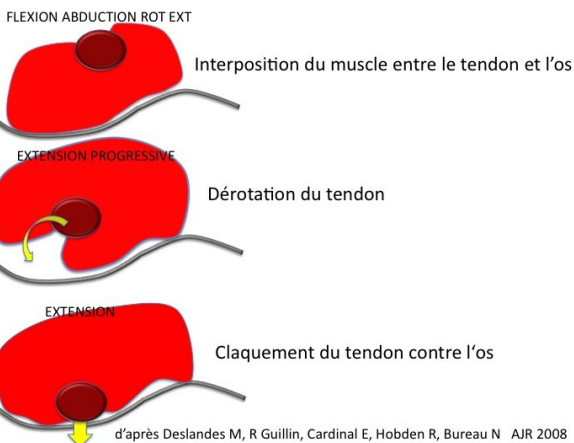 FLEXION ABDUCTION ROT EXT
Interposition du muscle entre le tendon et l'os
EXTENSION PROGRESSIVE
Dérotation du tendon
EXTENSION
Claquement du tendon contre l‘os
d'après Deslandes M, R Guillin, Cardinal E, Hobden R, Bureau N AJR 2008